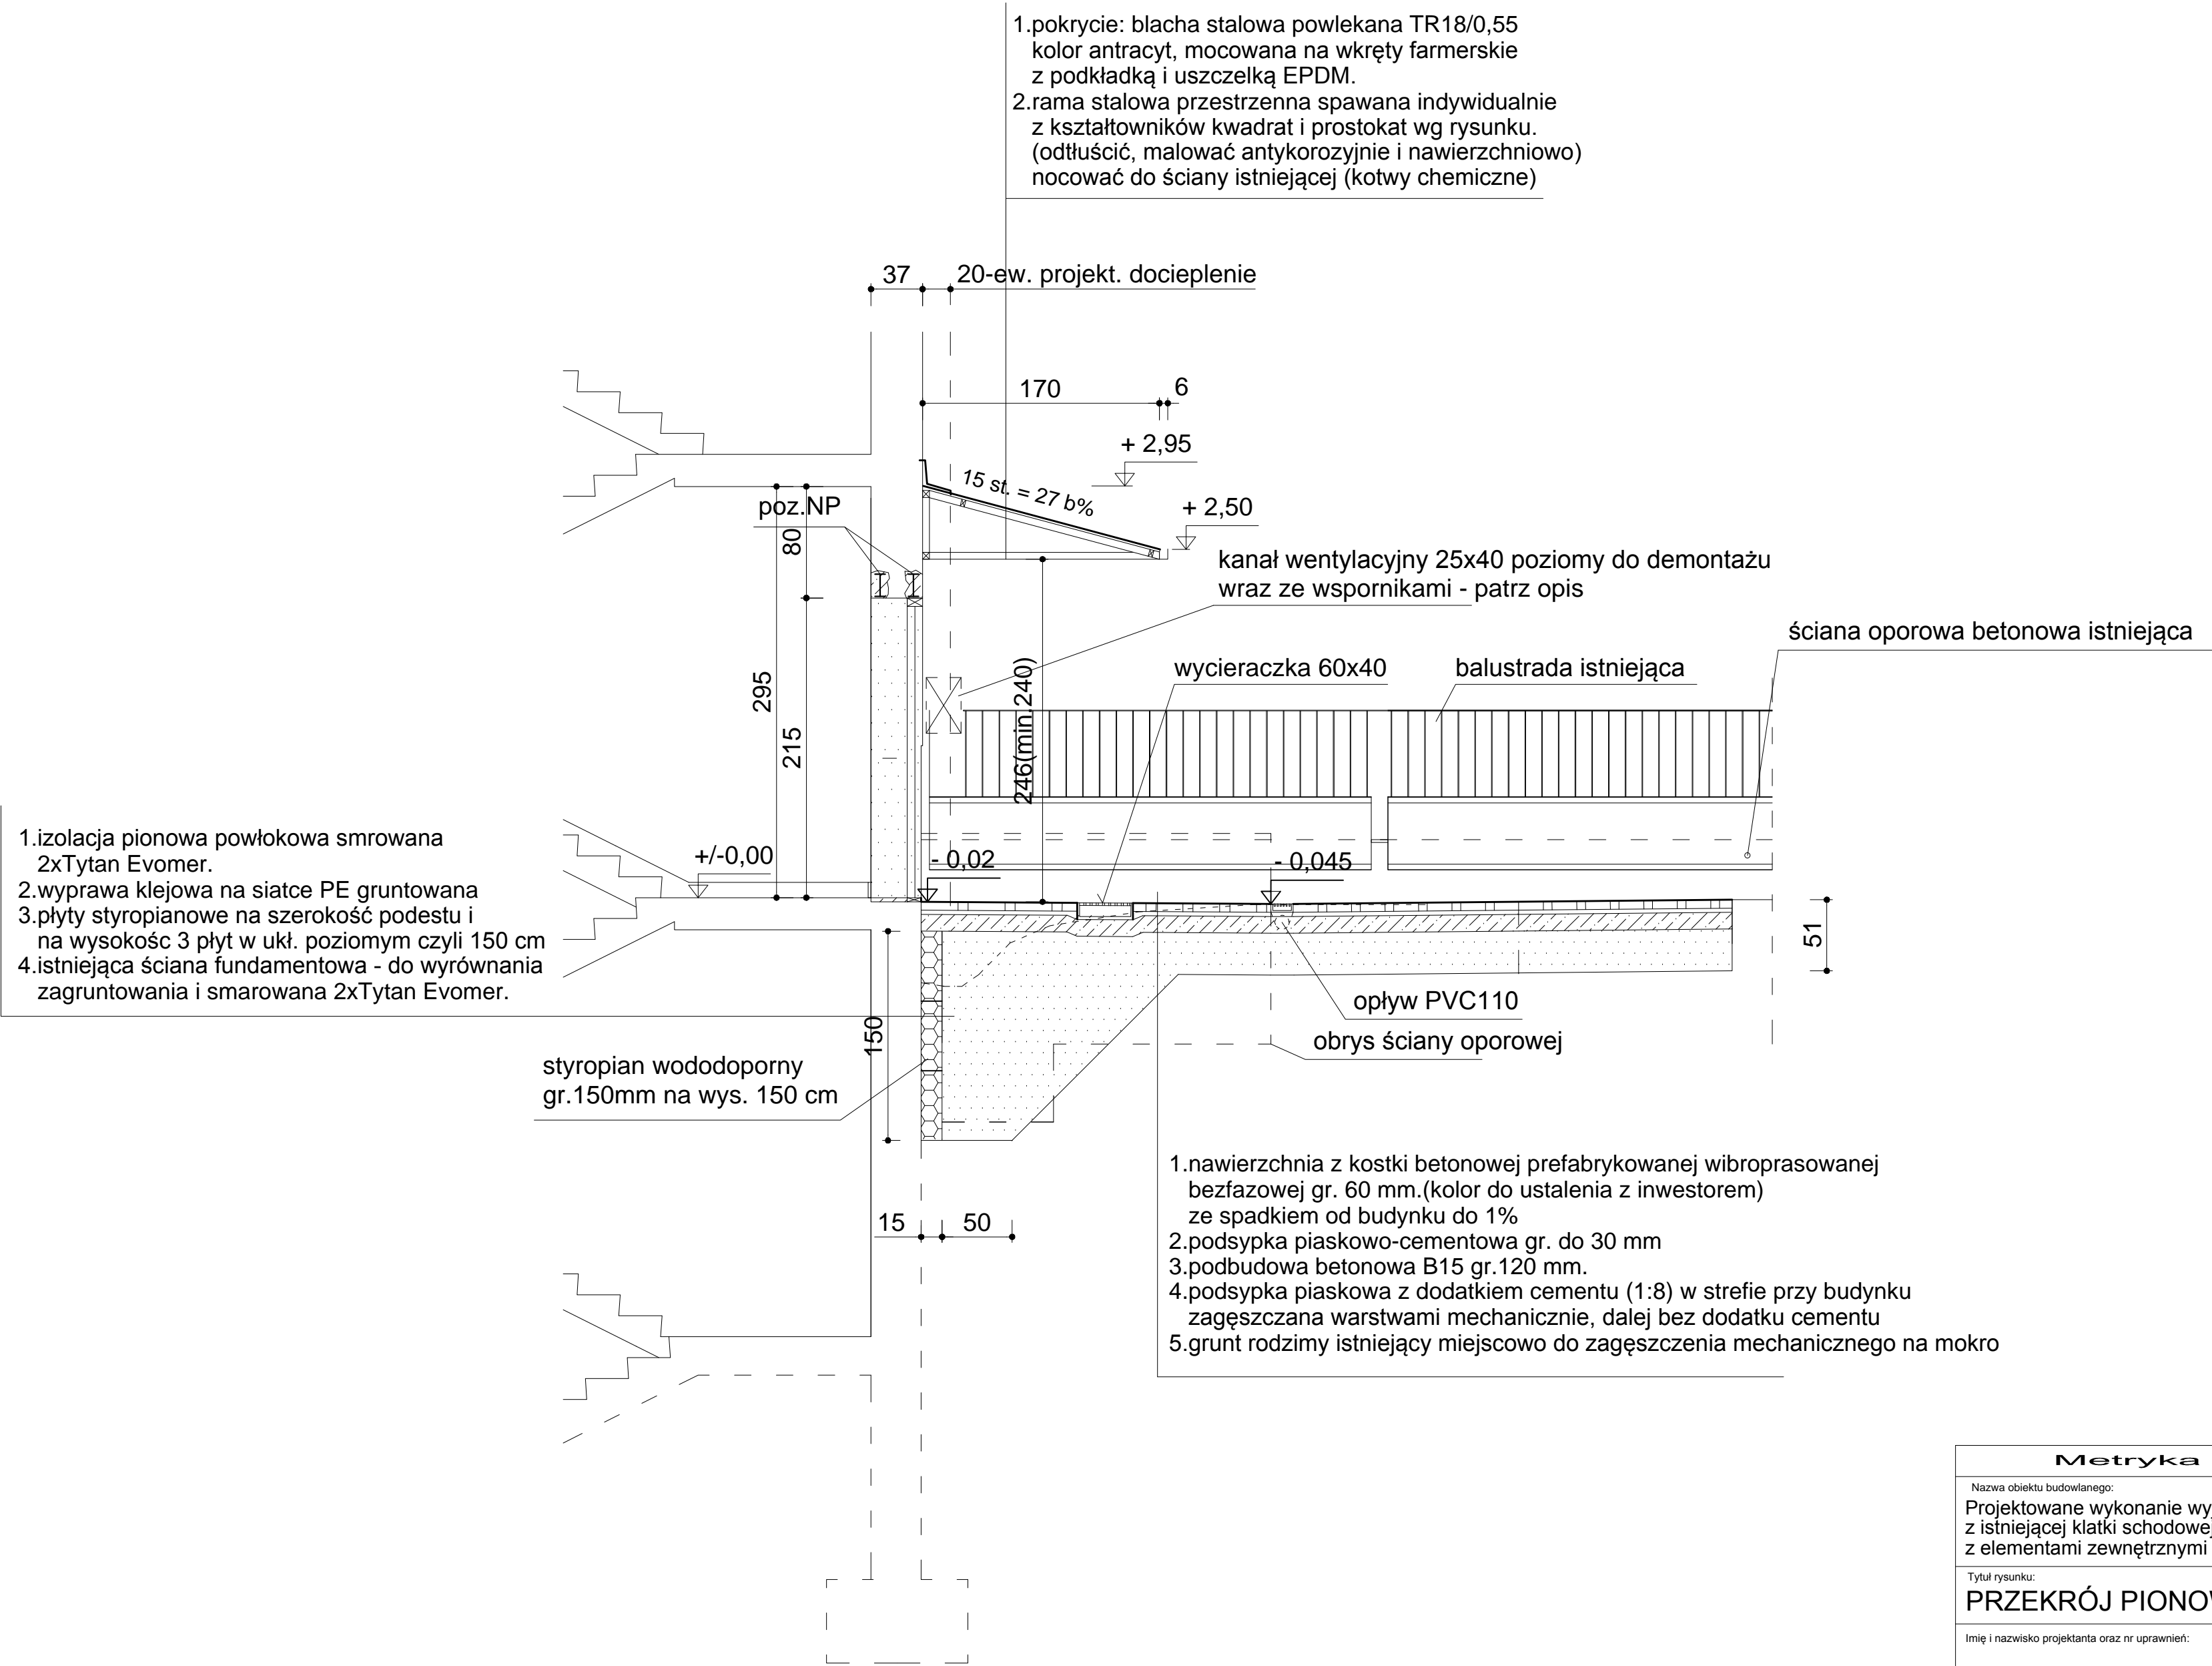 1.pokrycie: blacha stalowa powlekana TR18/0,55
kolor antracyt, mocowana na wkręty farmerskie
z podkładką i uszczelką EPDM.
2.rama stalowa przestrzenna spawana indywidualnie
z kształtowników kwadrat i prostokat wg rysunku.
(odtłuścić, malować antykorozyjnie i nawierzchniowo)
nocować do ściany istniejącej (kotwy chemiczne)
37
20-ew. projekt. docieplenie
170
6
+ 2,95
15 st. = 27 b%
+ 2,50
poz.NP
80
kanał wentylacyjny 25x40 poziomy do demontażu
wraz ze wspornikami - patrz opis
ściana oporowa betonowa istniejąca
wycieraczka 60x40
balustrada istniejąca
295
215
246(min.240)
1.izolacja pionowa powłokowa smrowana
2xTytan Evomer.
2.wyprawa klejowa na siatce PE gruntowana
3.płyty styropianowe na szerokość podestu i
na wysokośc 3 płyt w ukł. poziomym czyli 150 cm
4.istniejąca ściana fundamentowa - do wyrównania
zagruntowania i smarowana 2xTytan Evomer.
+/-0,00
- 0,02
- 0,045
51
opływ PVC110
obrys ściany oporowej
150
styropian wododoporny
gr.150mm na wys. 150 cm
15
50
1.nawierzchnia z kostki betonowej prefabrykowanej wibroprasowanej
bezfazowej gr. 60 mm.(kolor do ustalenia z inwestorem)
ze spadkiem od budynku do 1%
2.podsypka piaskowo-cementowa gr. do 30 mm
3.podbudowa betonowa B15 gr.120 mm.
4.podsypka piaskowa z dodatkiem cementu (1:8) w strefie przy budynku
zagęszczana warstwami mechanicznie, dalej bez dodatku cementu
5.grunt rodzimy istniejący miejscowo do zagęszczenia mechanicznego na mokro
Metryka
Nazwa obiektu budowlanego:
Projektowane wykonanie
z istniejącej klatki schodowej
z elementami zewnętrznymi
Tytuł rysunku:
PRZEKRÓJ
Imię i nazwisko projektanta oraz nr uprawnień: